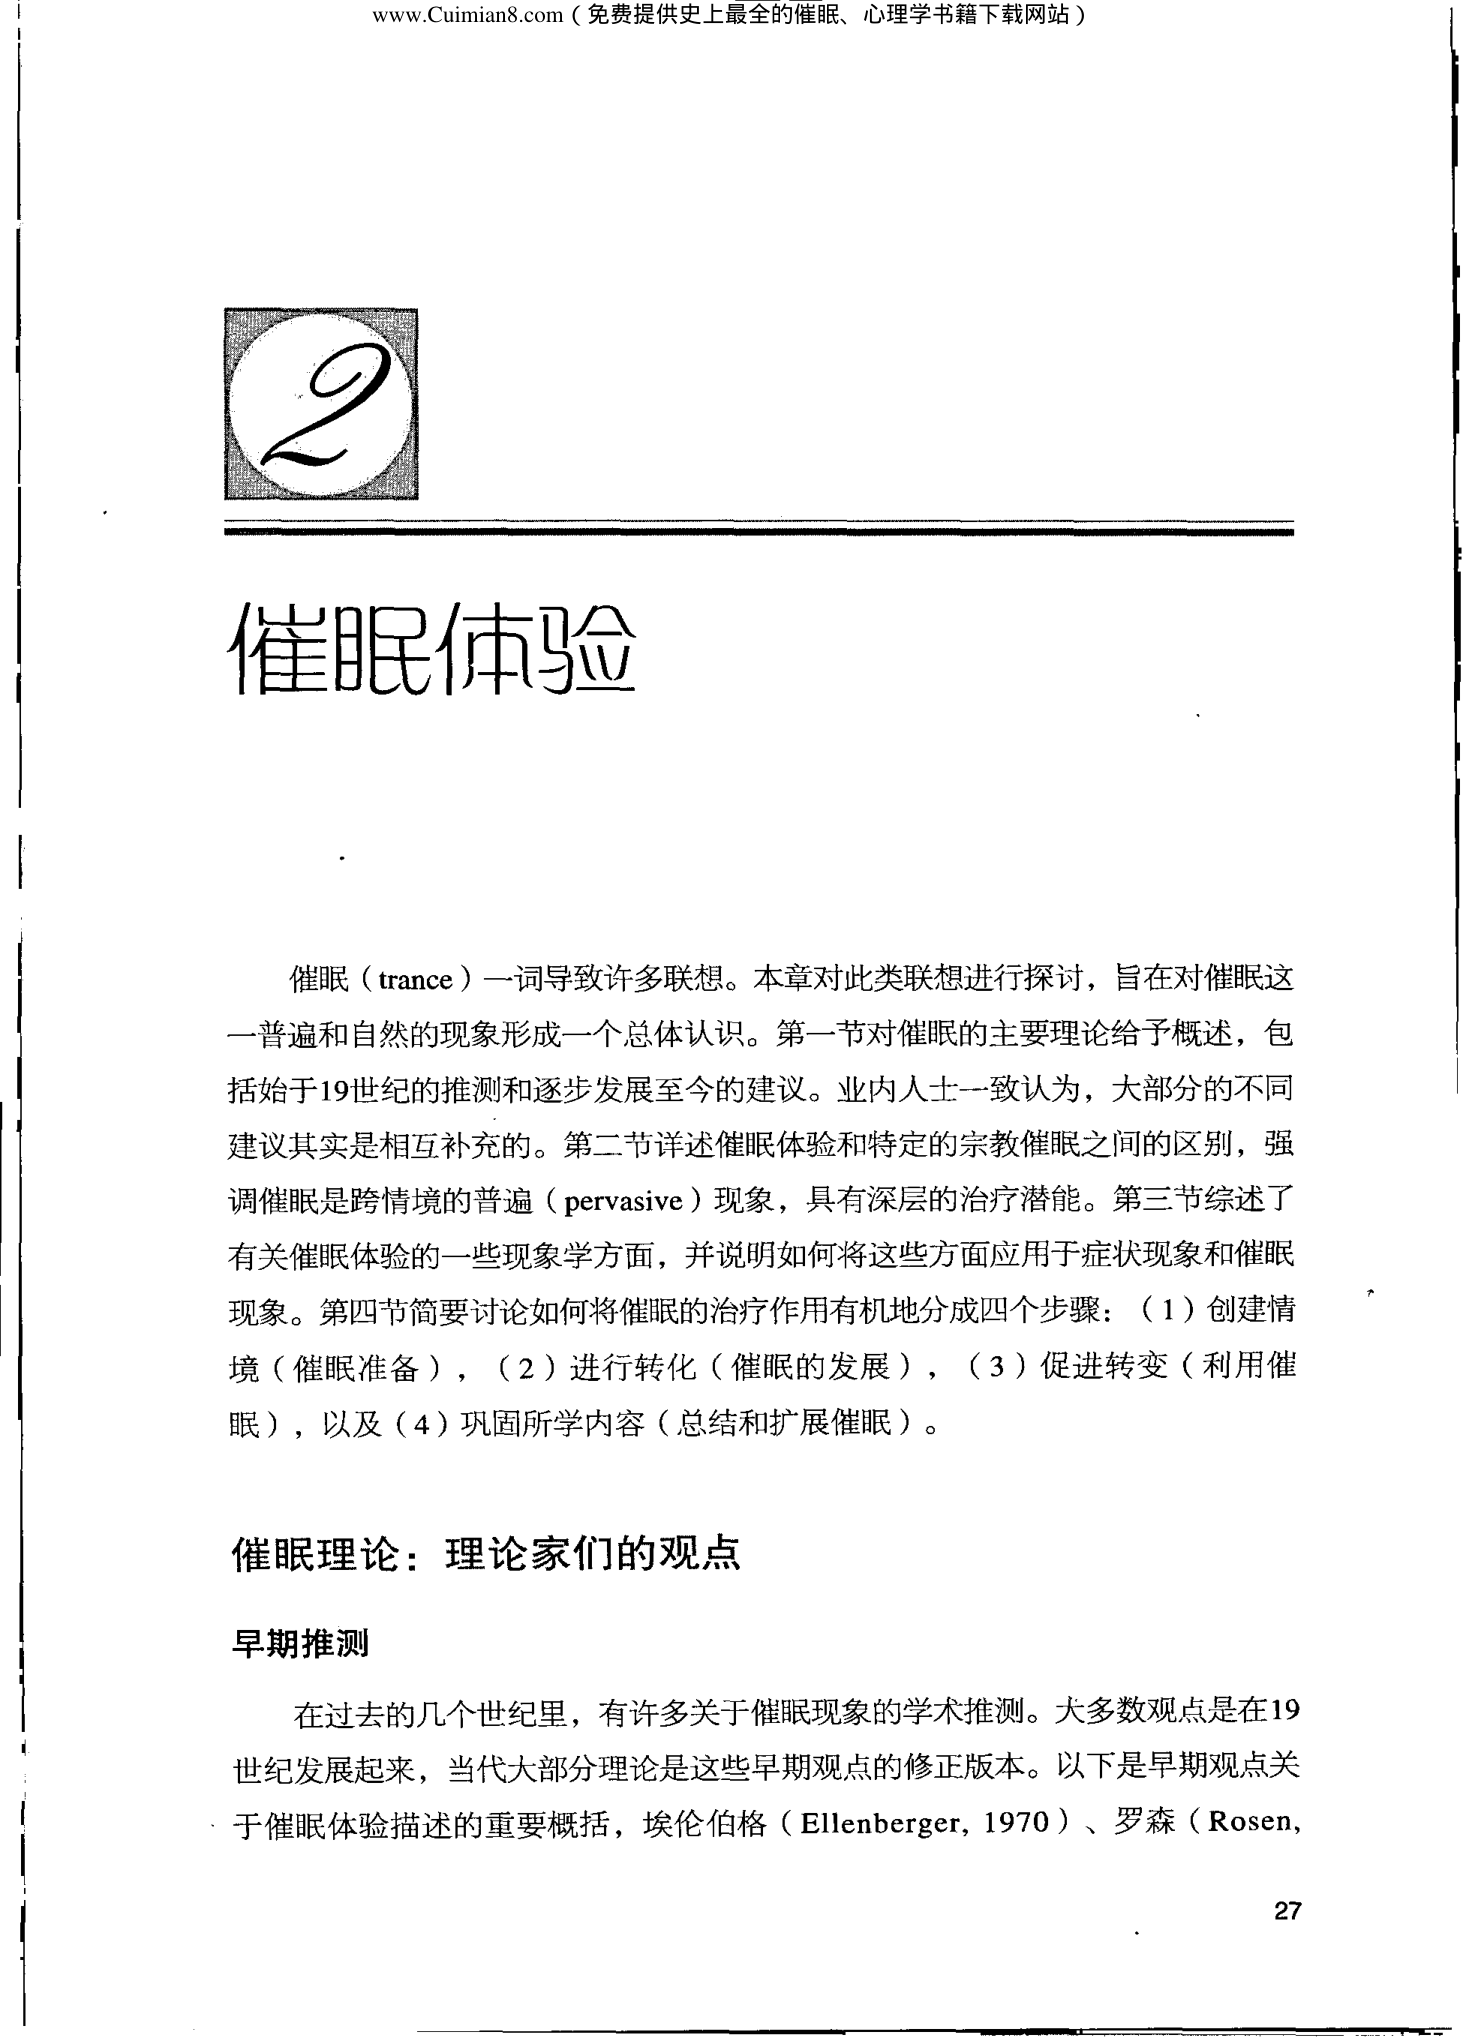 www.Cuimian8.com（免费提供史上最全的催眠、心理学书籍下载网站）
2
催眠体验
催眠（trance）一词导致许多联想。本章对此类联想进行探讨，旨在对催眠这
一普遍和自然的现象形成一个总体认识。第一节对催眠的主要理论给予概述，包
括始于19世纪的推测和逐步发展至今的建议。业内人士一致认为，大部分的不同
建议其实是相互补充的。第二节详述催眠体验和特定的宗教催眠之间的区别，强
调催眠是跨情境的普遍（pervasive）现象，具有深层的治疗潜能。第三节综述了
有关催眠体验的一些现象学方面，并说明如何将这些方面应用于症状现象和催眠
现象。第四节简要讨论如何将催眠的治疗作用有机地分成四个步骤：（1）创建情
境（催眠准备），（2）进行转化（催眠的发展），（3）促进转变（利用催
眠），以及（4）巩固所学内容（总结和扩展催眠）。
催眠理论：理论家们的观点
早期推测
在过去的几个世纪里，有许多关于催眠现象的学术推测。大多数观点是在19
世纪发展起来，当代大部分理论是这些早期观点的修正版本。以下是早期观点关
于催眠体验描述的重要概括，埃伦伯格（Ellenberger, 1970）、罗森（Rosen,
27